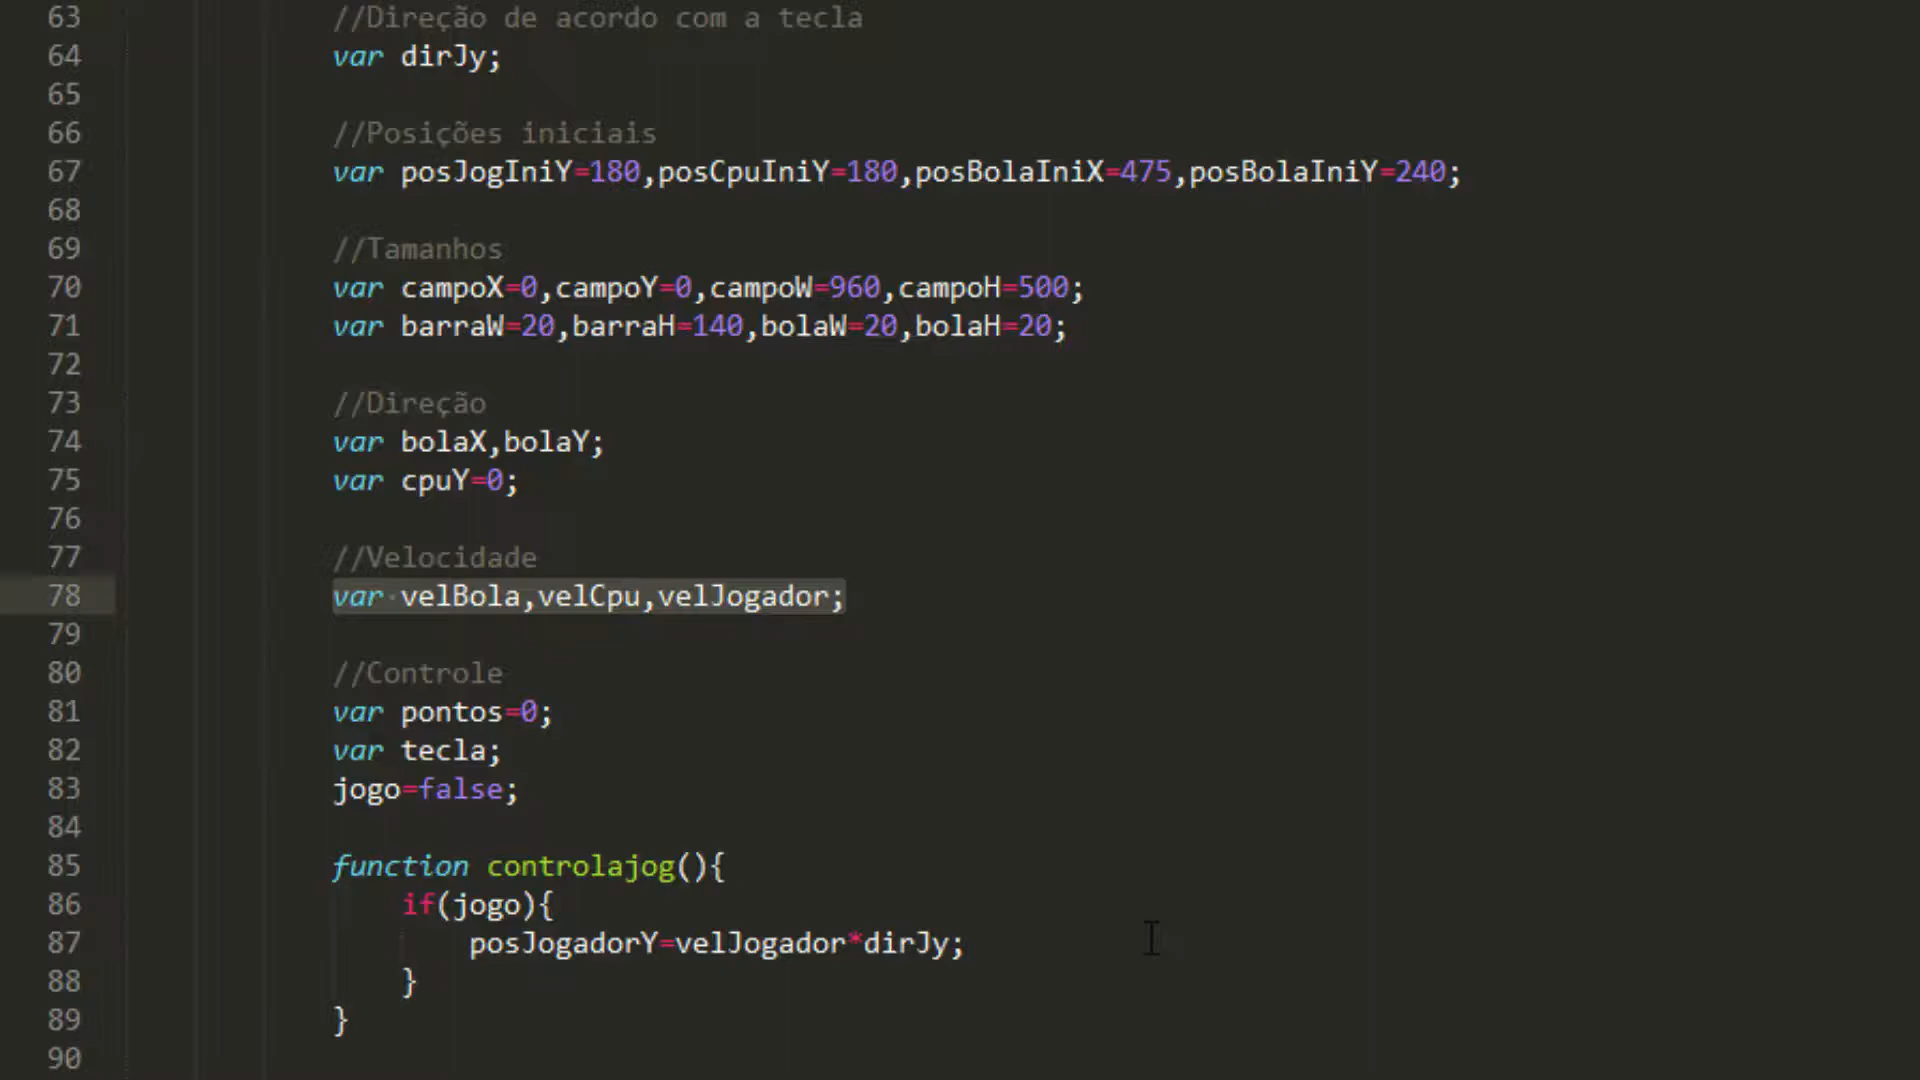 63 //Direção de acordo com a tecla
64 var dirJy;
65
66 //Posições iniciais
67 var posJogIniY=180,posCpuIniY=180,posBolaIniX=475,posBolaIniY=240;
68
69 //Tamanhos
70 var campoX=0,campoY=0,campoW=960,campoH=500;
71 var barraW=20,barraH=140,bolaW=20,bolaH=20;
72
73 //Direção
74 var bolaX,bolaY;
75 var cpuY=0;
76
77 //Velocidade
78 var velBola,velCpu,velJogador;
79
80 //Controle
81 var pontos=0;
82 var tecla;
83 jogo=false;
84
85 function controlajog(){
86 if(jogo){
87 posJogadorY=velJogador*dirJy;
88 }
89 }
90